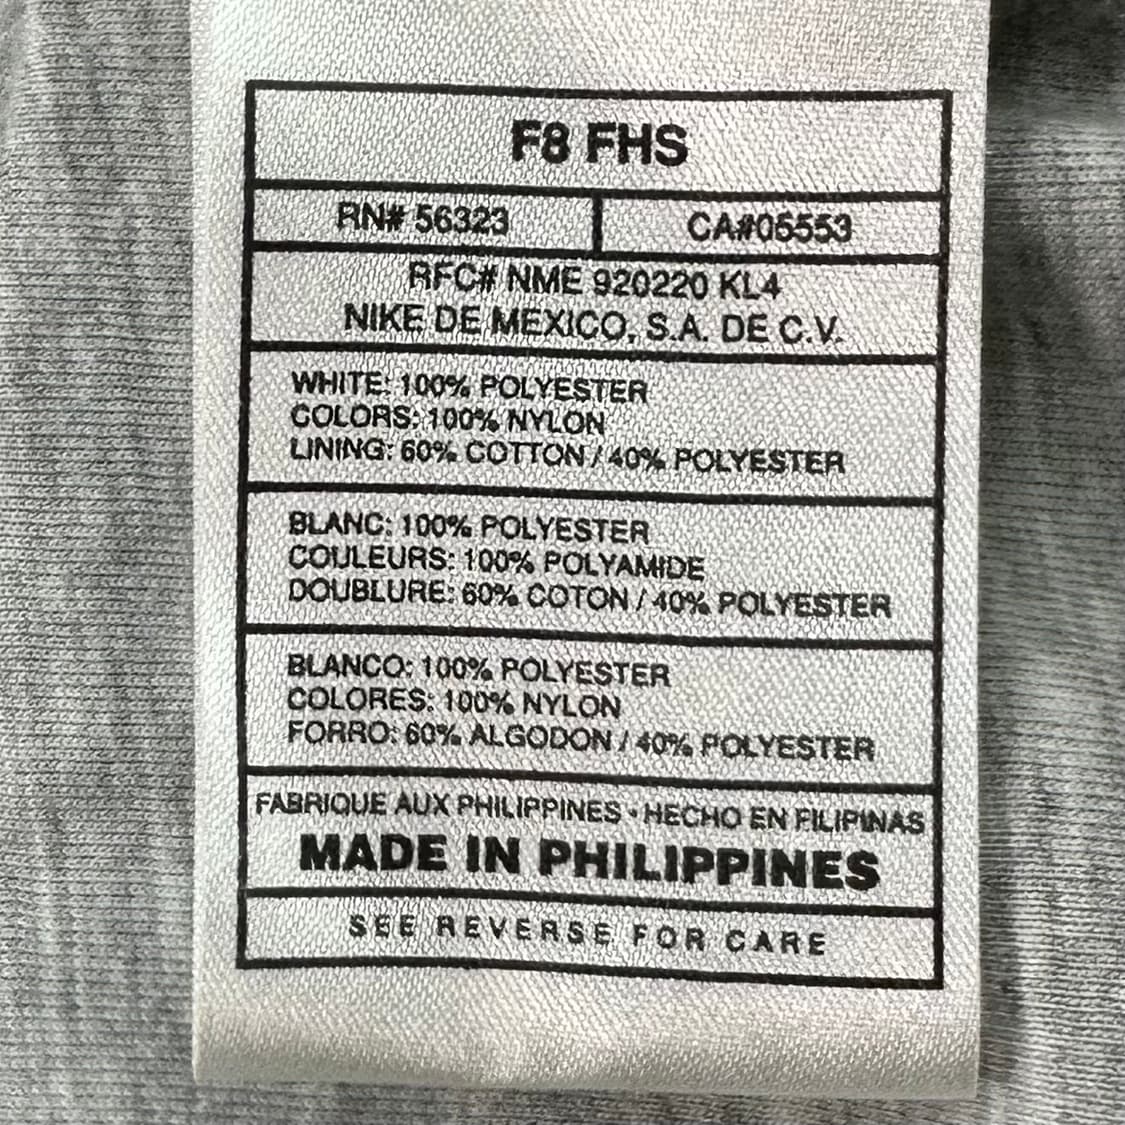 F8 FHS
RN# 56323
CA#05553
RFC# NME 920220 KL4
NIKE DE MEXICO, S.A. DE C.V.
WHITE: 100% POLYESTER
COLORS: 100% NYLON
LINING: 60% COTTON / 40% POLYESTER
BLANC: 100% POLYESTER
COULEURS: 100% POLYAMIDE
DOUBLURE: 60% COTON / 40% POLYESTER
BLANCO: 100% POLYESTER
COLORES: 100% NYLON
FORRO: 60% ALGODON / 40% POLYESTER
FABRIQUE AUX PHILIPPINES • HECHO EN FILIPINAS
MADE IN PHILIPPINES
SEE REVERSE FOR CARE